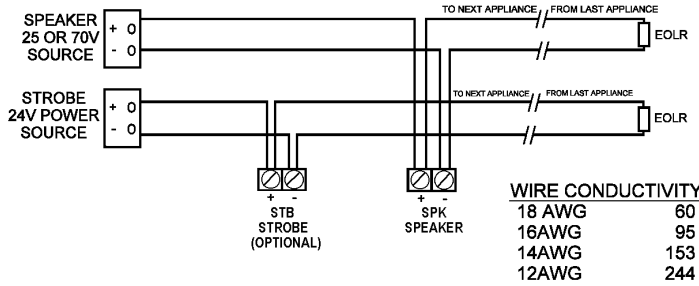 SPEAKER
25 OR 70V
SOURCE
+ O
- O
TO NEXT APPLIANCE
FROM LAST APPLIANCE
EOLR
STROBE
24V POWER
SOURCE
+ O
- O
TO NEXT APPLIANCE
FROM LAST APPLIANCE
EOLR
+ -
STB
STROBE
(OPTIONAL)
+ -
SPK
SPEAKER
WIRE CONDUCTIVITY
18 AWG 60
16AWG 95
14AWG 153
12AWG 244